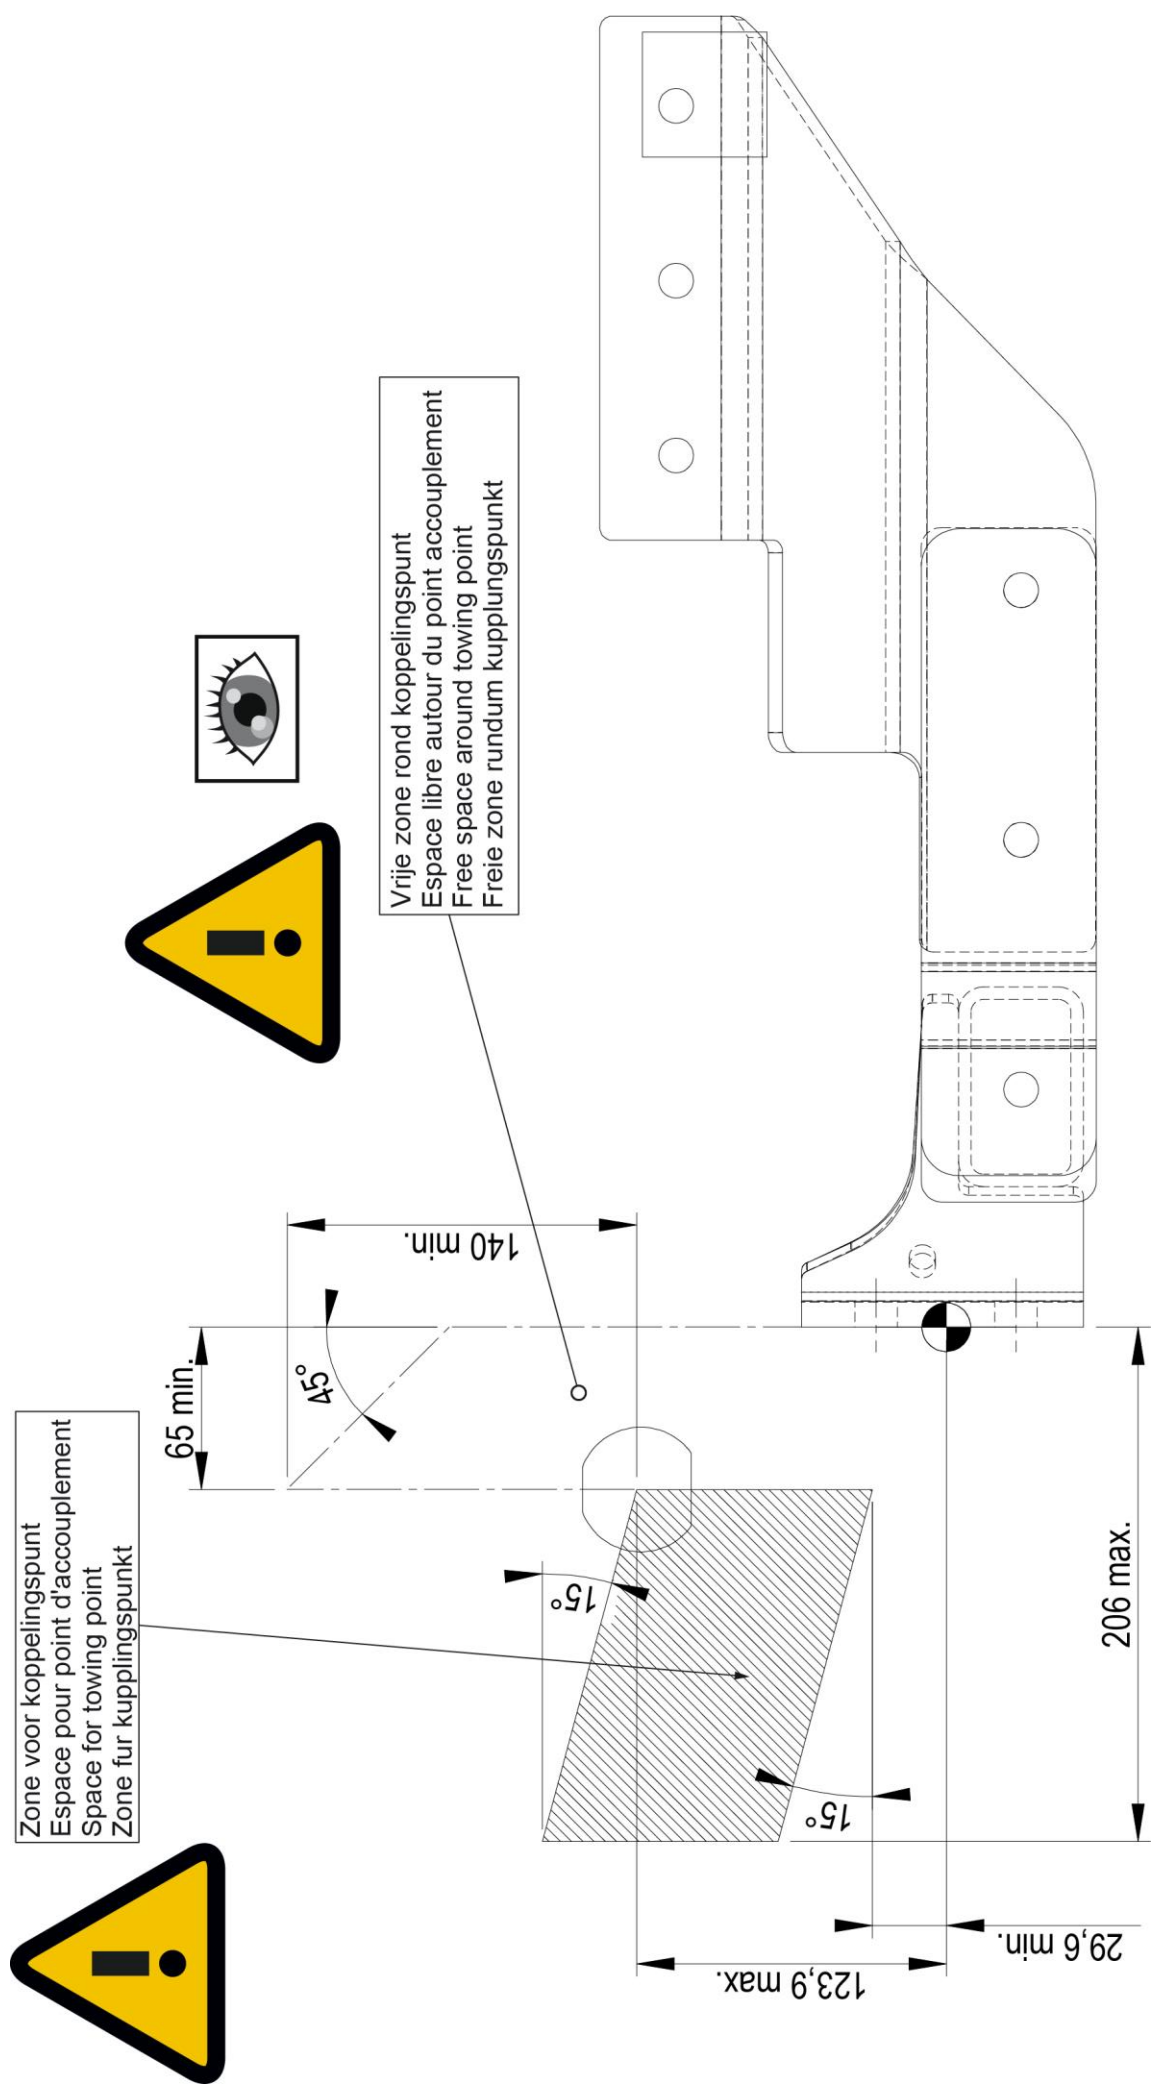 Zone voor koppelingspunt
Espace pour point d'accouplement
Space for towing point
Zone fur kupplingspunkt
Vrije zone rond koppelingspunt
Espace libre autour du point accouplement
Free space around towing point
Freie zone rundum kupplungspunkt
65 min.
45°
140 min.
15°
15°
206 max.
123,9 max.
29,6 min.